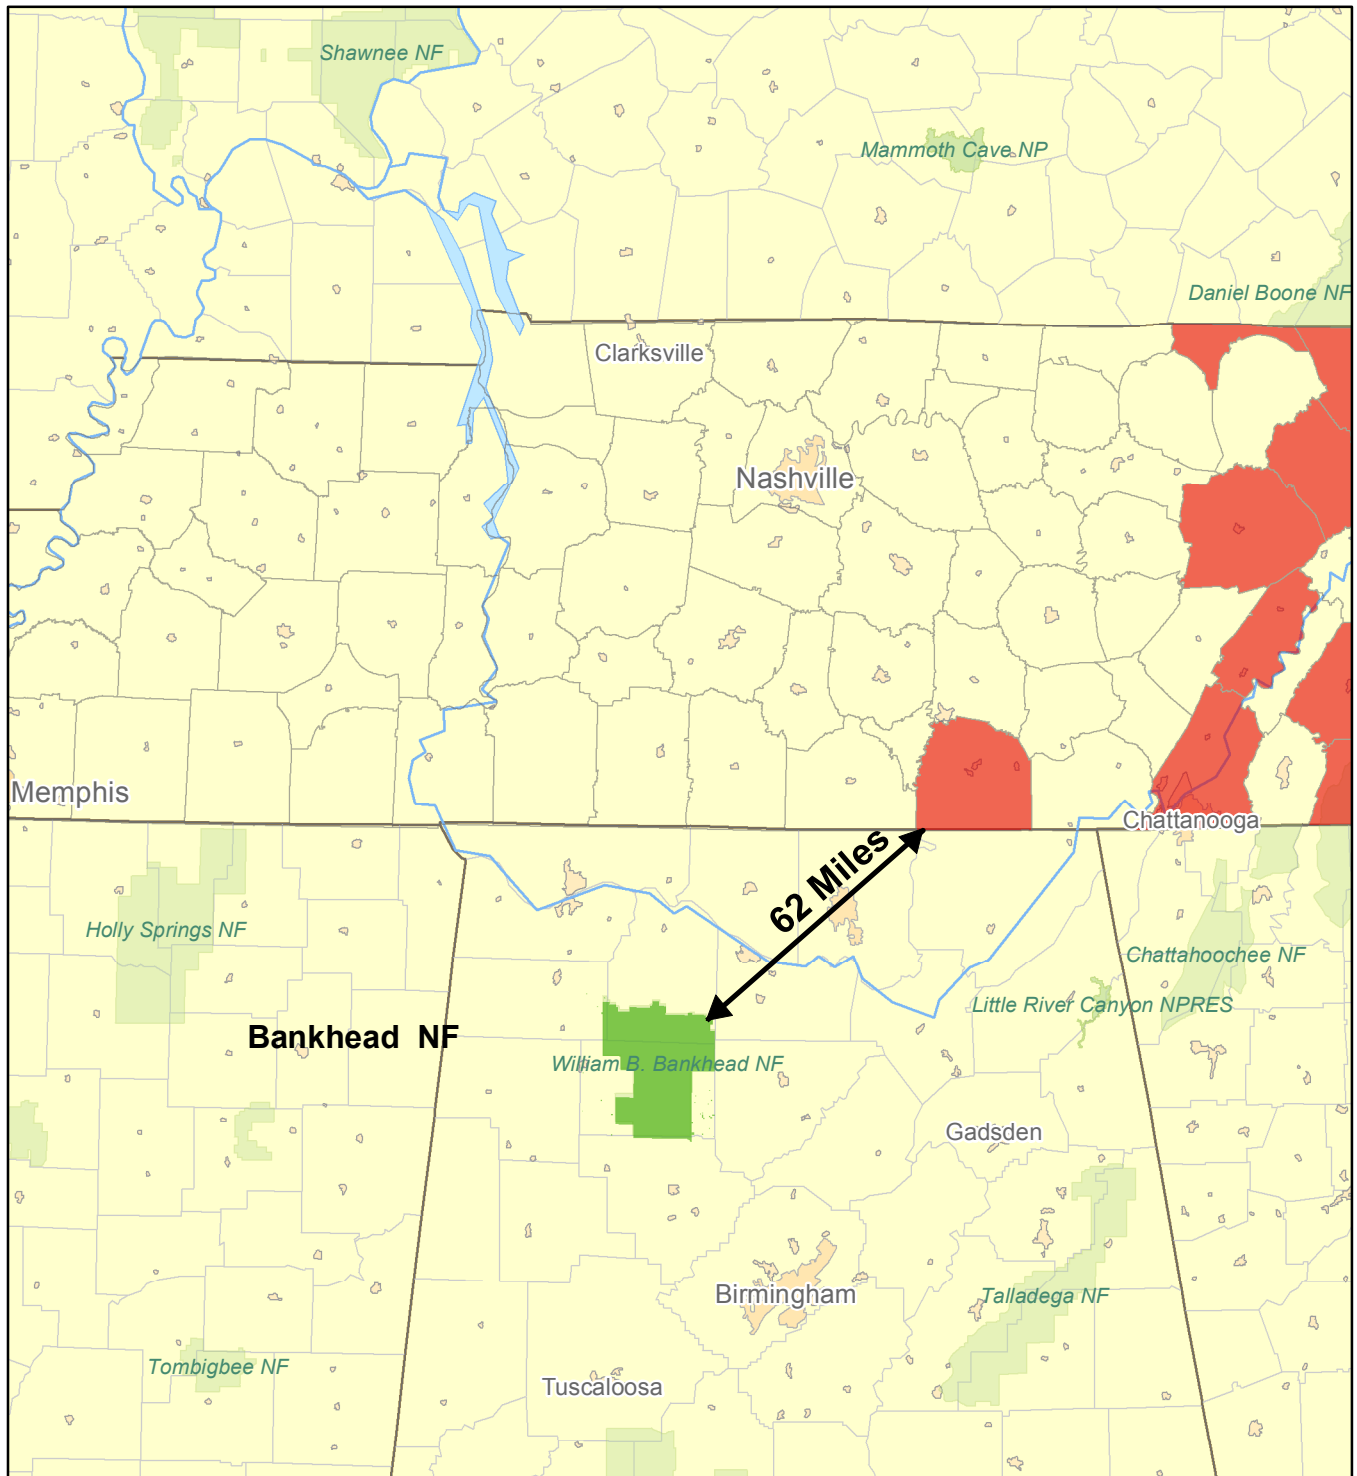 Shawnee NF
Mammoth Cave NP
Daniel Boone NF
Clarksville
Nashville
Memphis
Chattanooga
62 Miles
Holly Springs NF
Chattahoochee NF
Little River Canyon NPRES
Bankhead NF
William B. Bankhead NF
Gadsden
Birmingham
Talladega NF
Tombigbee NF
Tuscaloosa